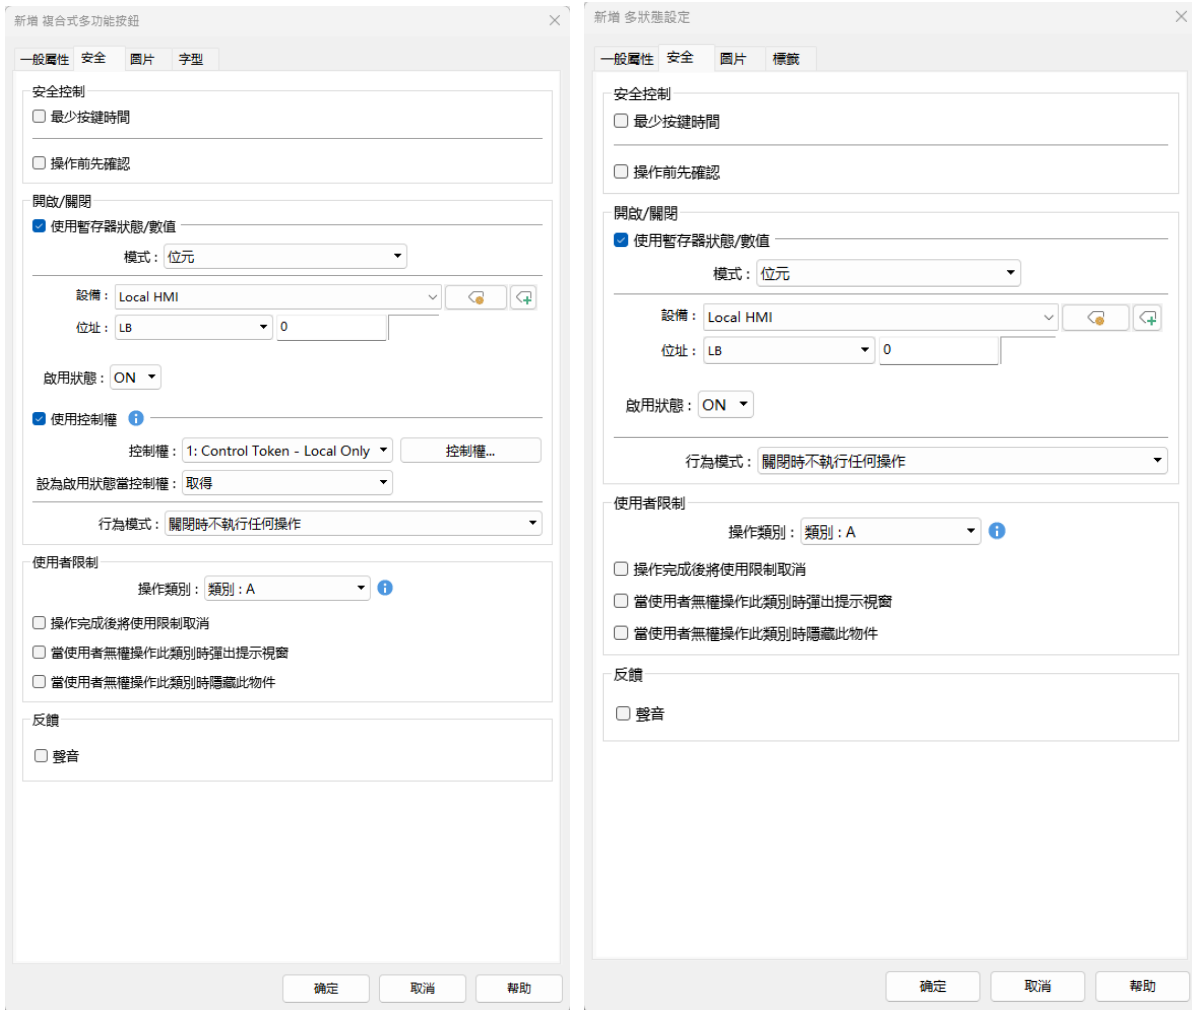 新增 複合式多功能按鈕
一般屬性 安全 圖片 字型
安全控制
最少按鍵時間
操作前先確認
開啟/關閉
使用暫存器狀態/數值
模式 : 位元
設備 : Local HMI
位址 : LB 0
啟用狀態 : ON
使用控制權
控制權 : 1: Control Token - Local Only 控制權...
設為啟用狀態當控制權 : 取得
行為模式 : 關閉時不執行任何操作
使用者限制
操作類別 : 類別 : A
操作完成後將使用限制取消
當使用者無權操作此類別時彈出提示視窗
當使用者無權操作此類別時隱藏此物件
反饋
聲音
确定 取消 帮助
新增 多狀態設定
一般屬性 安全 圖片 標籤
安全控制
最少按鍵時間
操作前先確認
開啟/關閉
使用暫存器狀態/數值
模式 : 位元
設備 : Local HMI
位址 : LB 0
啟用狀態 : ON
行為模式 : 關閉時不執行任何操作
使用者限制
操作類別 : 類別 : A
操作完成後將使用限制取消
當使用者無權操作此類別時彈出提示視窗
當使用者無權操作此類別時隱藏此物件
反饋
聲音
确定 取消 帮助